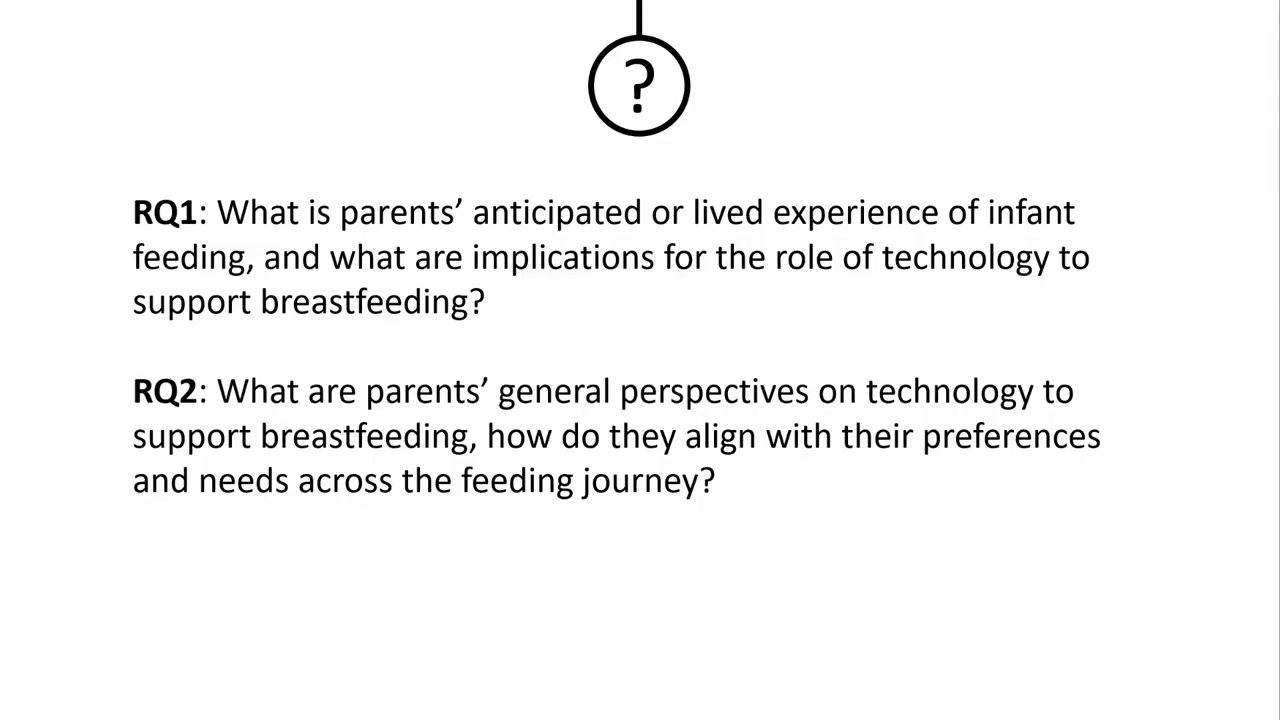 ?
RQ1: What is parents’ anticipated or lived experience of infant
feeding, and what are implications for the role of technology to
support breastfeeding?
RQ2: What are parents’ general perspectives on technology to
support breastfeeding, how do they align with their preferences
and needs across the feeding journey?